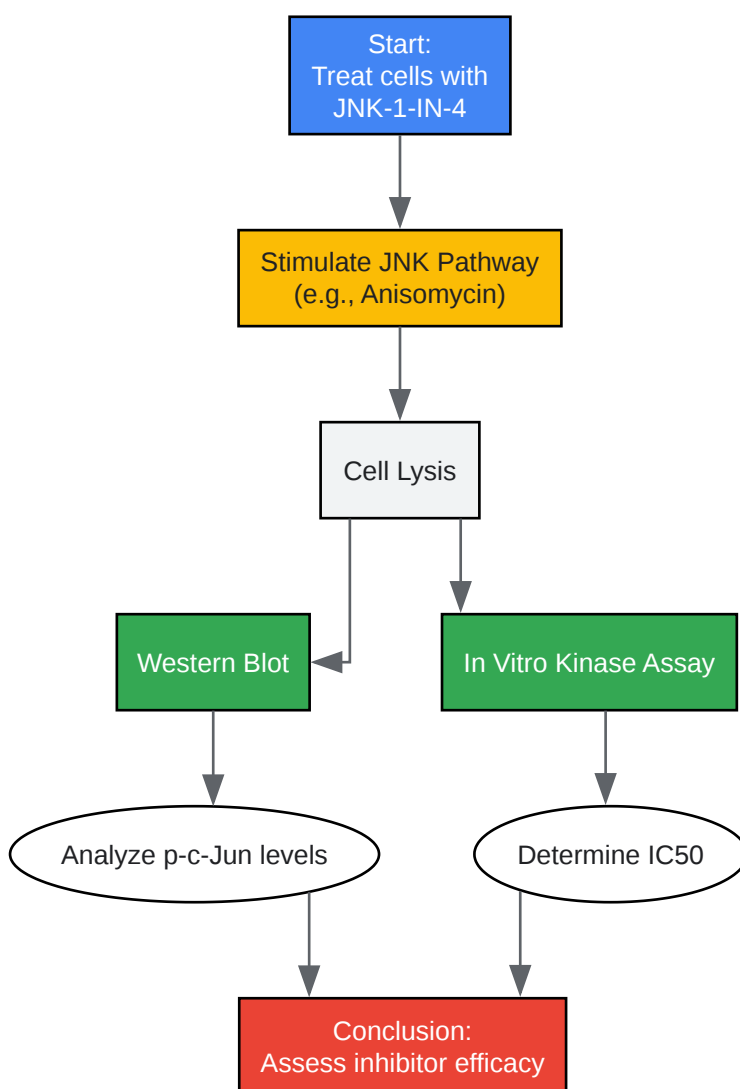 Start:
Treat cells with
JNK-1-IN-4
Stimulate JNK Pathway
(e.g., Anisomycin)
Cell Lysis
Western Blot
In Vitro Kinase Assay
Analyze p-c-Jun levels
Determine IC50
Conclusion:
Assess inhibitor efficacy